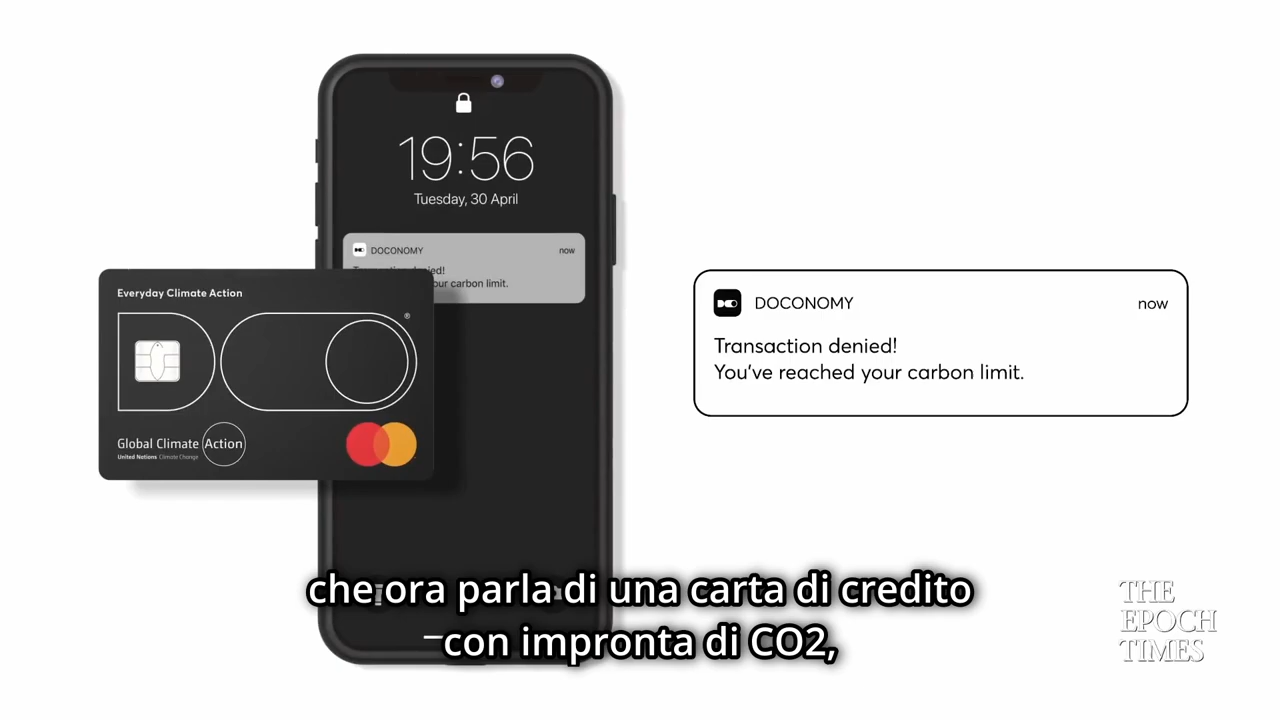 19:56
Tuesday, 30 April
DOCONOMY
now
ied!
our carbon limit.
Everyday Climate Action
®
Global Climate Action
United Nations Climate Change
DOCONOMY
now
Transaction denied!
You've reached your carbon limit.
che ora parla di una carta di credito
con impronta di CO2,
THE
EPOCH
TIMES